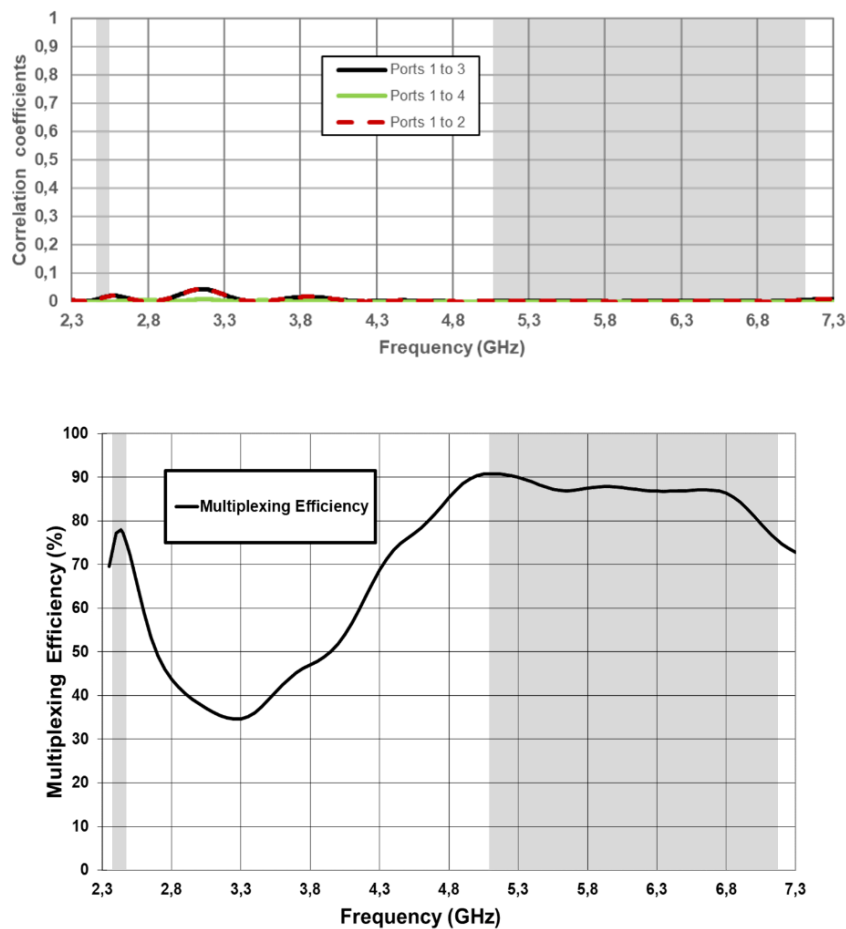 1
0,9
0,8
0,7
0,6
0,5
0,4
0,3
0,2
0,1
0
Correlation coefficients
Ports 1 to 3
Ports 1 to 4
Ports 1 to 2
2,3 2,8 3,3 3,8 4,3 4,8 5,3 5,8 6,3 6,8 7,3
Frequency (GHz)
100
90
80
70
60
50
40
30
20
10
0
Multiplexing Efficiency (%)
Multiplexing Efficiency
2,3 2,8 3,3 3,8 4,3 4,8 5,3 5,8 6,3 6,8 7,3
Frequency (GHz)